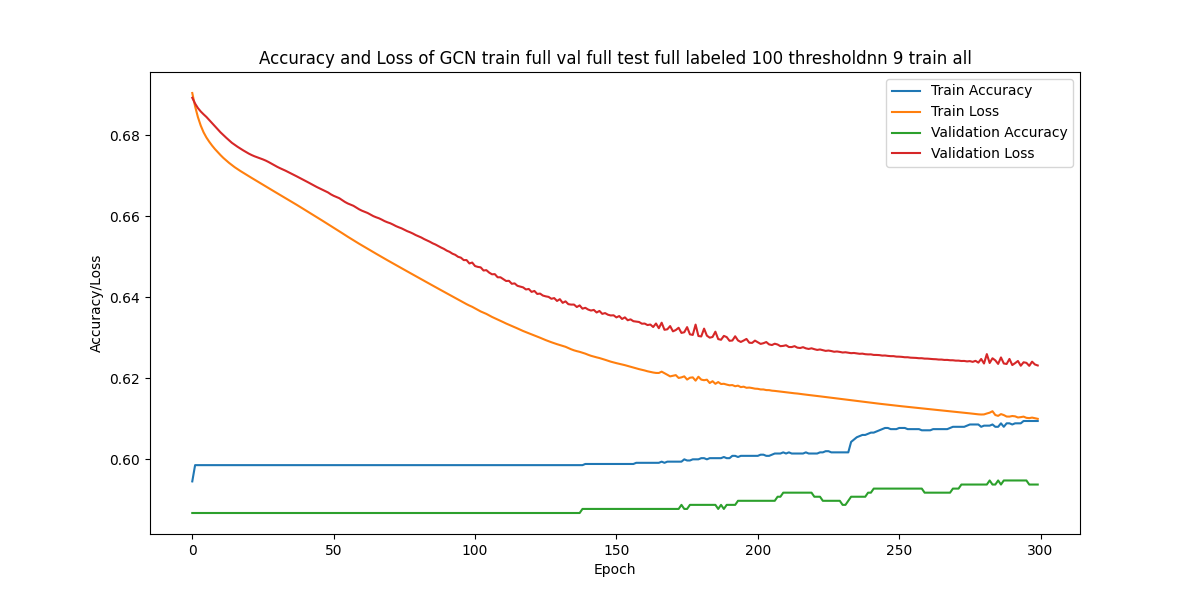 Accuracy and Loss of GCN train full val full test full labeled 100 thresholdnn 9 train all
Train Accuracy
Train Loss
Validation Accuracy
Validation Loss
0.68
0.66
0.64
0.62
0.60
Accuracy/Loss
0 50 100 150 200 250 300
Epoch